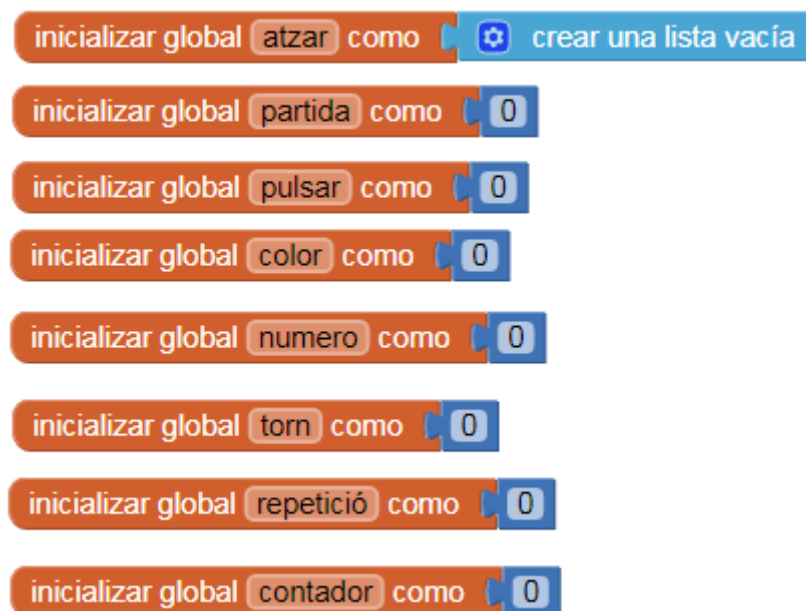 inicializar global atzar como crear una lista vacía
inicializar global partida como 0
inicializar global pulsar como 0
inicializar global color como 0
inicializar global numero como 0
inicializar global torn como 0
inicializar global repetició como 0
inicializar global contador como 0